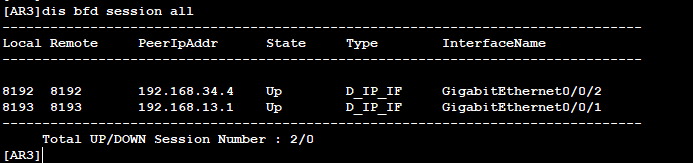 [AR3]dis bfd session all
--------------------------------------------------------------------------------
Local Remote PeerIpAddr State Type InterfaceName
--------------------------------------------------------------------------------
8192 8192 192.168.34.4 Up D_IP_IF GigabitEthernet0/0/2
8193 8193 192.168.13.1 Up D_IP_IF GigabitEthernet0/0/1
--------------------------------------------------------------------------------
Total UP/DOWN Session Number : 2/0
[AR3]